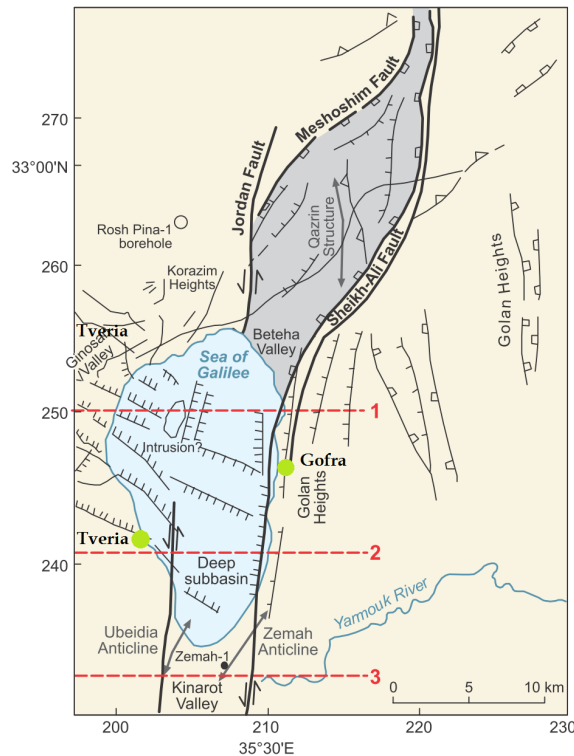 270
33°00'N
260
250
240
200
210
220
230
35°30'E
Meshoshim Fault
Jordan Fault
Rosh Pina-1
borehole
Qazrin
Structure
Korazim
Heights
Sheikh-Ali Fault
Golan Heights
Tveria
Ginosar
Valley
Beteha
Valley
Sea of
Galilee
1
Intrusion?
Gofra
Golan
Heights
Tveria
2
Deep
subbasin
Yarmouk River
Ubeidia
Anticline
Zemah
Anticline
Zemah-1
3
Kinarot
Valley
0
5
10 km